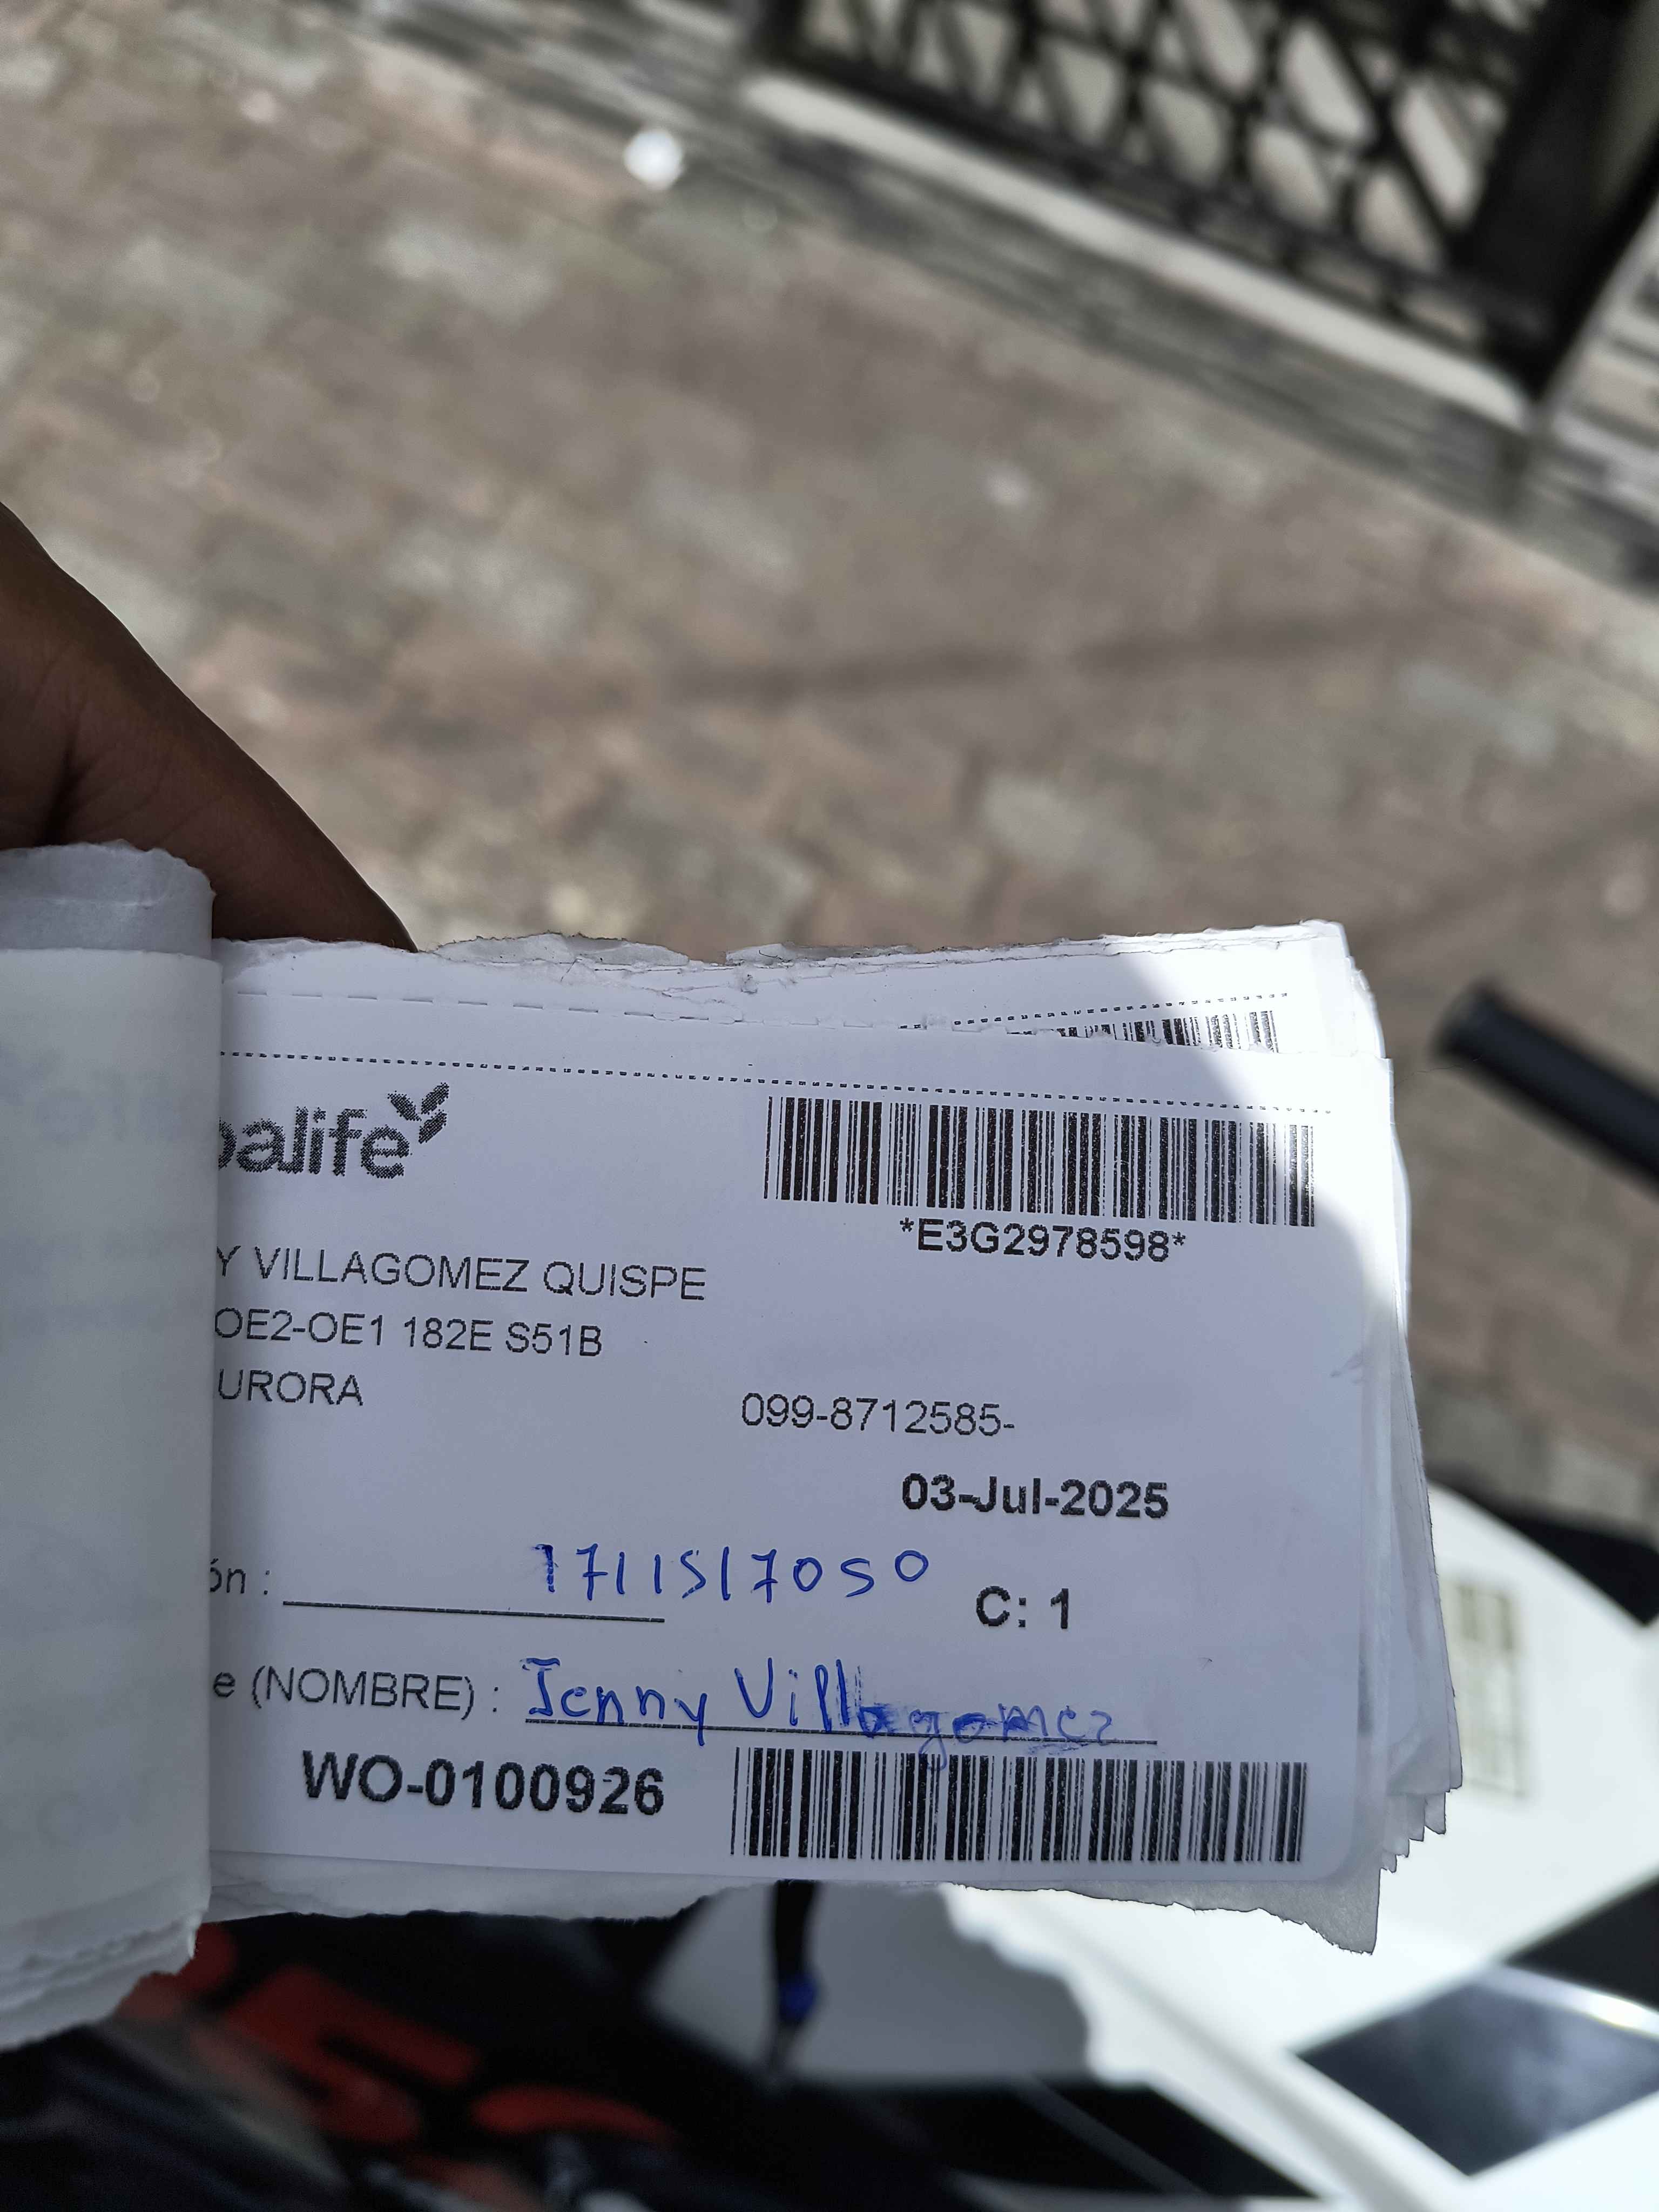 balife
*E3G2978598*
Y VILLAGOMEZ QUISPE
OE2-OE1 182E S51B
URORA
099-8712585-
03-Jul-2025
ón : 1711517050
C: 1
e (NOMBRE) : Jenny Villagomez
WO-0100926